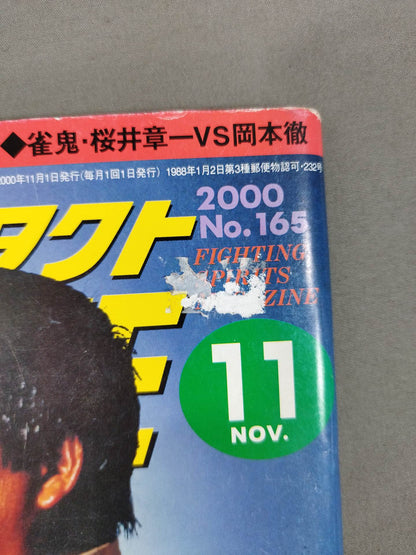 ◆雀鬼・桜井章一VS岡本徹
2000年11月1日発行(毎月1回1日発行) 1988年1月2日第3種郵便物認可・232号
タクト
2000
No.165
FIGHTING
SPIRITS
ZINE
11
NOV.